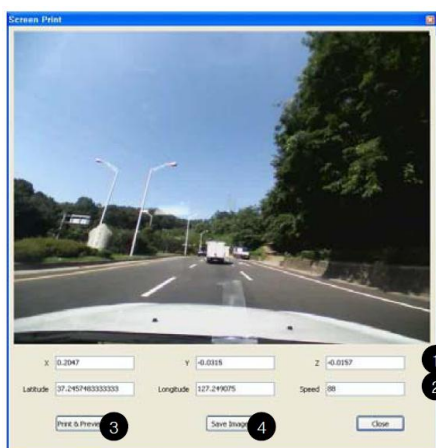 Screen Print
X 0.2047 Y -0.0315 Z -0.0157 1
Latitude 37.2457483333333 Longitude 127.249075 Speed 88 2
Print & Preview 3 Save Image 4 Close